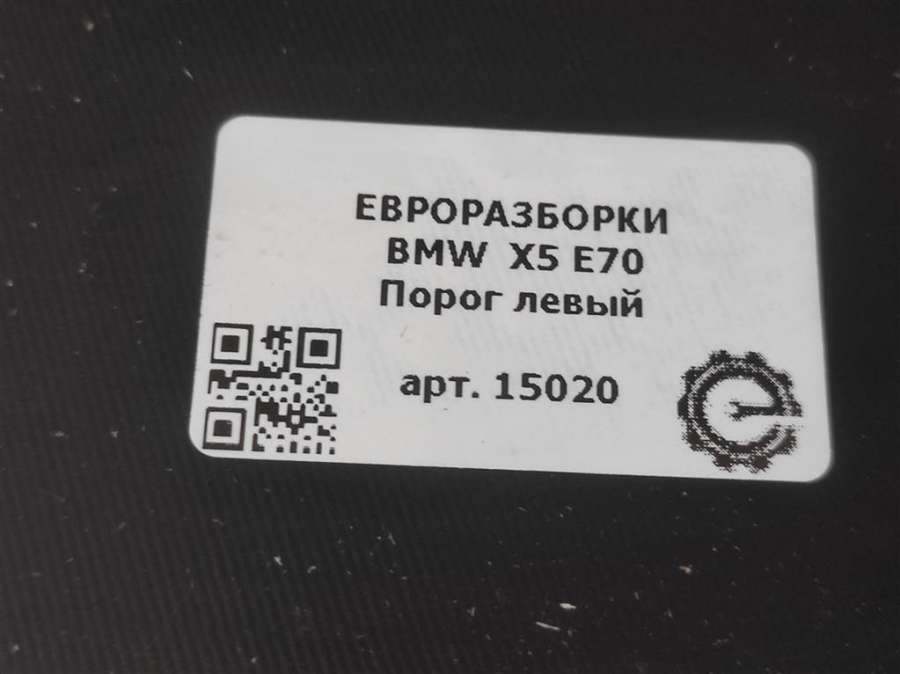 ЕВРОРАЗБОРКИ
BMW X5 E70
Порог левый
арт. 15020